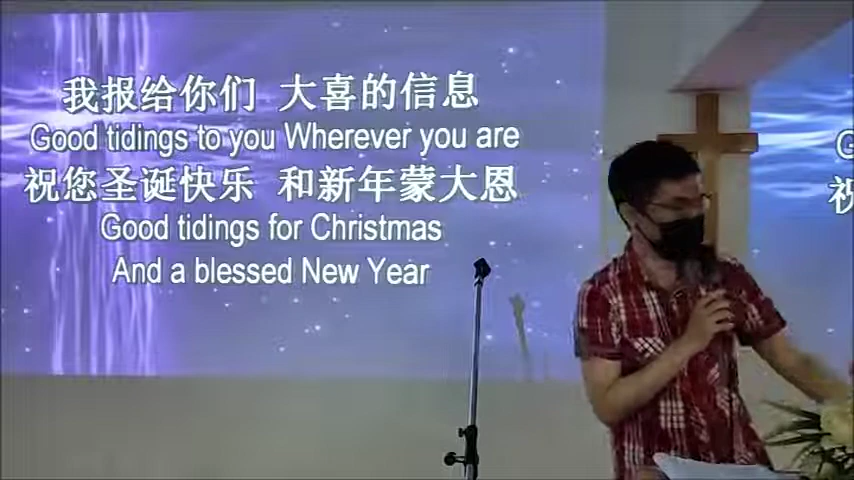 我报给你们 大喜的信息
Good tidings to you Wherever you are
祝您圣诞快乐 和新年蒙大恩
Good tidings for Christmas
And a blessed New Year
G
祝